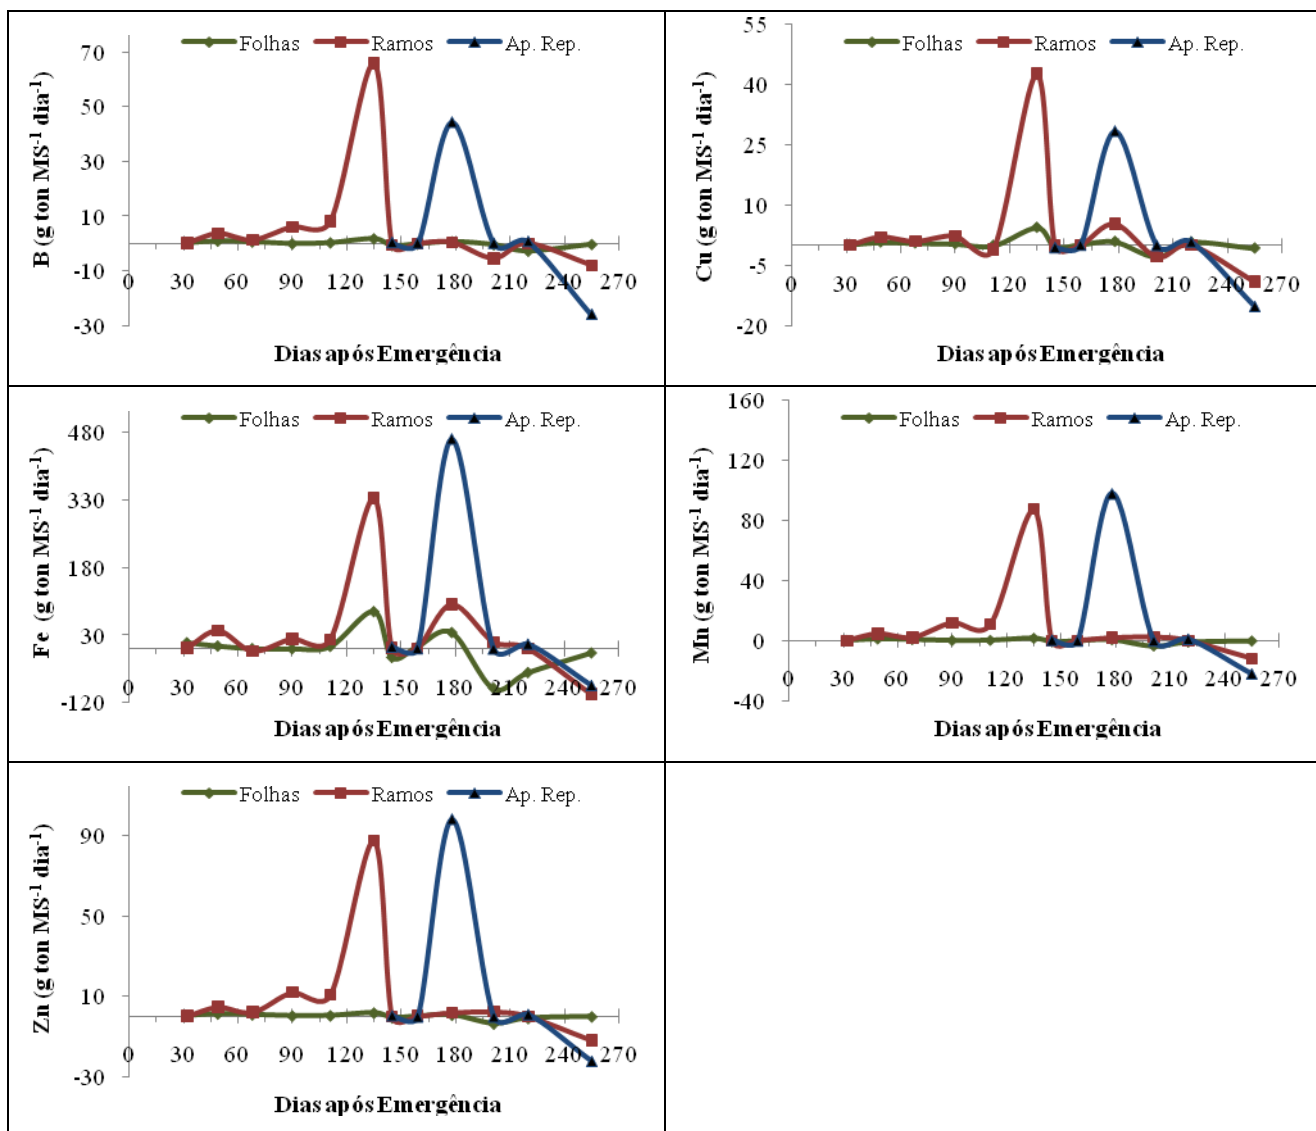 Folhas Ramos Ap. Rep.
B (g ton MS⁻¹ dia⁻¹)
70
50
30
10
-10
-30
0 30 60 90 120 150 180 210 240 270
Dias após Emergência
Folhas Ramos Ap. Rep.
Cu (g ton MS⁻¹ dia⁻¹)
55
40
25
10
-5
-20
0 30 60 90 120 150 180 210 240 270
Dias após Emergência
Folhas Ramos Ap. Rep.
Fe (g ton MS⁻¹ dia⁻¹)
480
330
180
30
-120
0 30 60 90 120 150 180 210 240 270
Dias após Emergência
Folhas Ramos Ap. Rep.
Mn (g ton MS⁻¹ dia⁻¹)
160
120
80
40
0
-40
0 30 60 90 120 150 180 210 240 270
Dias após Emergência
Folhas Ramos Ap. Rep.
Zn (g ton MS⁻¹ dia⁻¹)
90
50
10
-30
0 30 60 90 120 150 180 210 240 270
Dias após Emergência